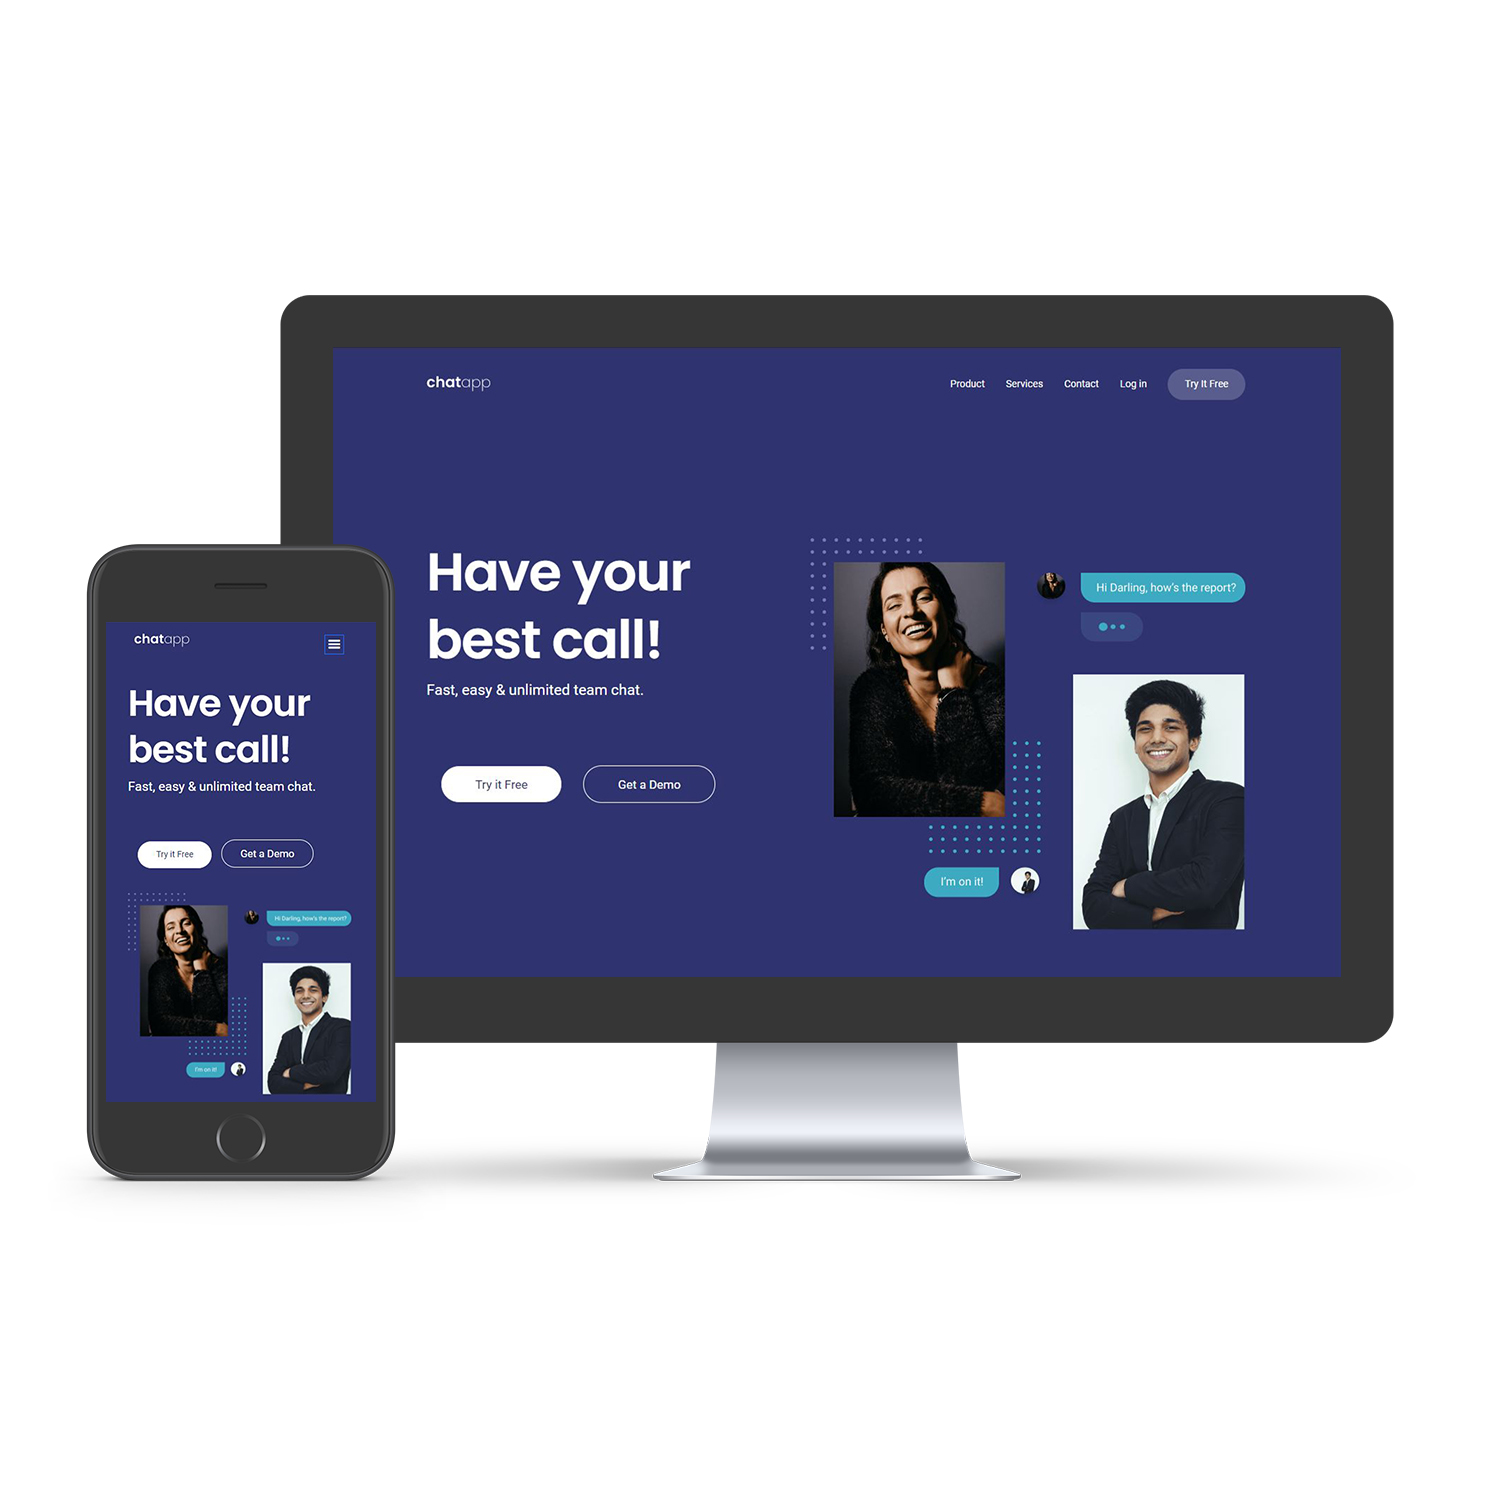 chatapp
Product Services Contact Log in Try It Free
Have your
best call!
Fast, easy & unlimited team chat.
Try it Free Get a Demo
Hi Darling, how's the report?
I'm on it!
chatapp
Have your
best call!
Fast, easy & unlimited team chat.
Try it Free Get a Demo
Hi Darling, how's the report?
I'm on it!